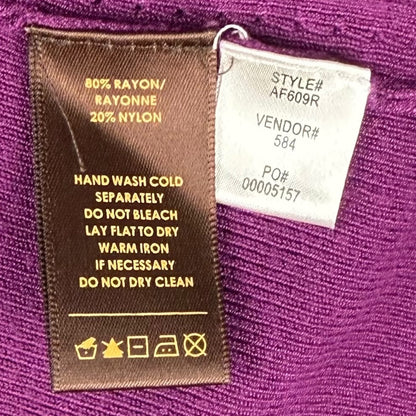 80% RAYON/
RAYONNE
20% NYLON
HAND WASH COLD
SEPARATELY
DO NOT BLEACH
LAY FLAT TO DRY
WARM IRON
IF NECESSARY
DO NOT DRY CLEAN
STYLE#
AF609R
VENDOR#
584
PO#
00005157